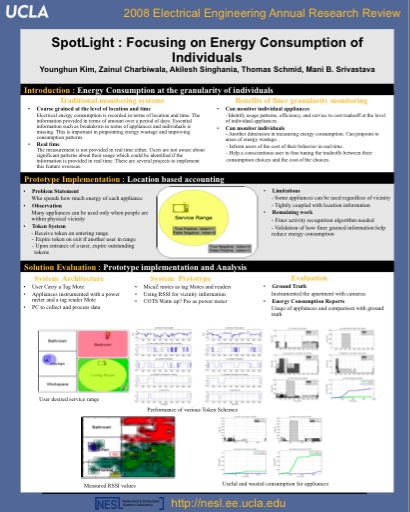 UCLA
2008 Electrical Engineering Annual Research Review
SpotLight : Focusing on Energy Consumption of
Individuals
Younghun Kim, Zainul Charbiwala, Akilesh Singhania, Thomas Schmid, Mani B. Srivastava
Introduction : Energy Consumption at the granularity of individuals
Traditional monitoring systems
• Coarse grained at the level of location and time
Electrical energy consumption is recorded in terms of location and time. The
information provided in terms of amount over a period of days. Essential
information such as breakdown in terms of appliances and individuals is
missing. This is important in pinpointing energy wastage and improving
consumption patterns.
• Real time
The measurement is not provided in real time either. Users are not aware about
significant patterns about their usage which could be identified if the
information is provided in real time. There are several projects to implement
this feature overseas.
Benefits of finer granularity monitoring
• Can monitor individual appliances
- Identify usage patterns, efficiency, and service to cost tradeoff at the level
of individual appliances.
• Can monitor individuals
- Another dimension in measuring energy consumption. Can pinpoint to
areas of energy wastage.
- Inform users of the cost of their behavior in real time.
- Help a conscientious user in fine tuning the tradeoffs between their
consumption choices and the cost of the choices.
Prototype Implementation : Location based accounting
• Problem Statement
Who spends how much energy of each appliance
• Observation
Many appliances can be used only when people are
within physical vicinity
• Token System
- Receive token on entering range
- Expire token on exit if another user in range
- Upon entrance of a user, expire outstanding
tokens
Service Range
• Limitations
- Some appliances can be used regardless of vicinity
- Tightly coupled with location information
• Remaining work
- Finer activity recognition algorithm needed
- Validation of how finer grained information help
reduce energy consumption
Solution Evaluation : Prototype implementation and Analysis
System Architecture
• User Carry a Tag Mote
• Appliances instrumented with a power
meter and a tag reader Mote
• PC to collect and process data
System Prototype
• MicaZ motes as tag Motes and readers
• Using RSSI for vicinity information
• COTS Watts up? Pro as power meter
Evaluation
• Ground Truth
Instrumented the apartment with cameras
• Energy Consumption Reports
Usage of appliances and comparison with ground
truth
Bathroom
Bedroom
Kitchen
Living Room
Workspace
User desired service range
Performance of various Token Schemes
Bathroom
Measured RSSI values
Useful and wasted consumption for appliances
NESL
http://nesl.ee.ucla.edu